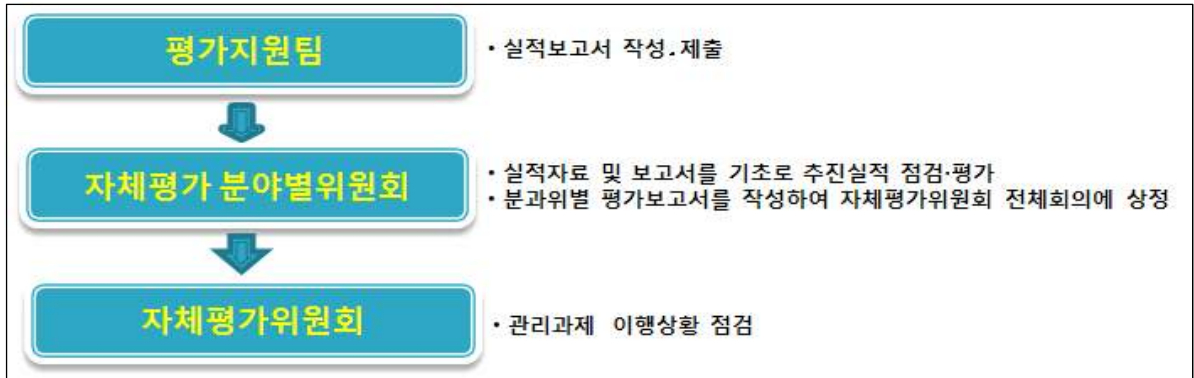 평가지원팀
• 실적보고서 작성.제출
자체평가 분야별위원회
• 실적자료 및 보고서를 기초로 추진실적 점검·평가
• 분과위별 평가보고서를 작성하여 자체평가위원회 전체회의에 상정
자체평가위원회
• 관리과제 이행상황 점검